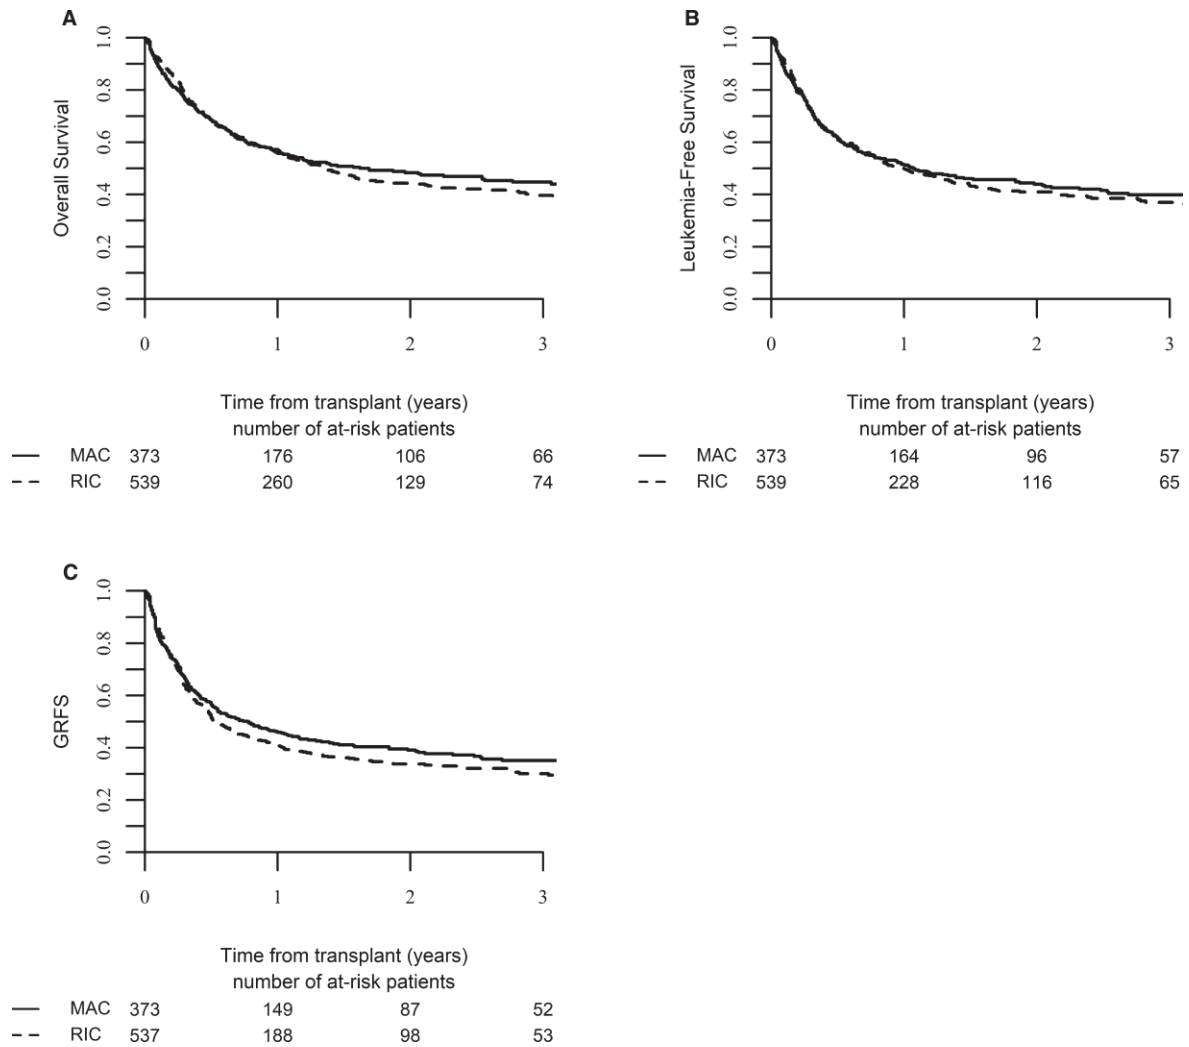 A
Overall Survival
1.0
0.8
0.6
0.4
0.2
0.0
0 1 2 3
Time from transplant (years)
number of at-risk patients
MAC 373 176 106 66
RIC 539 260 129 74
B
Leukemia-Free Survival
1.0
0.8
0.6
0.4
0.2
0.0
0 1 2 3
Time from transplant (years)
number of at-risk patients
MAC 373 164 96 57
RIC 539 228 116 65
C
GRFS
1.0
0.8
0.6
0.4
0.2
0.0
0 1 2 3
Time from transplant (years)
number of at-risk patients
MAC 373 149 87 52
RIC 537 188 98 53